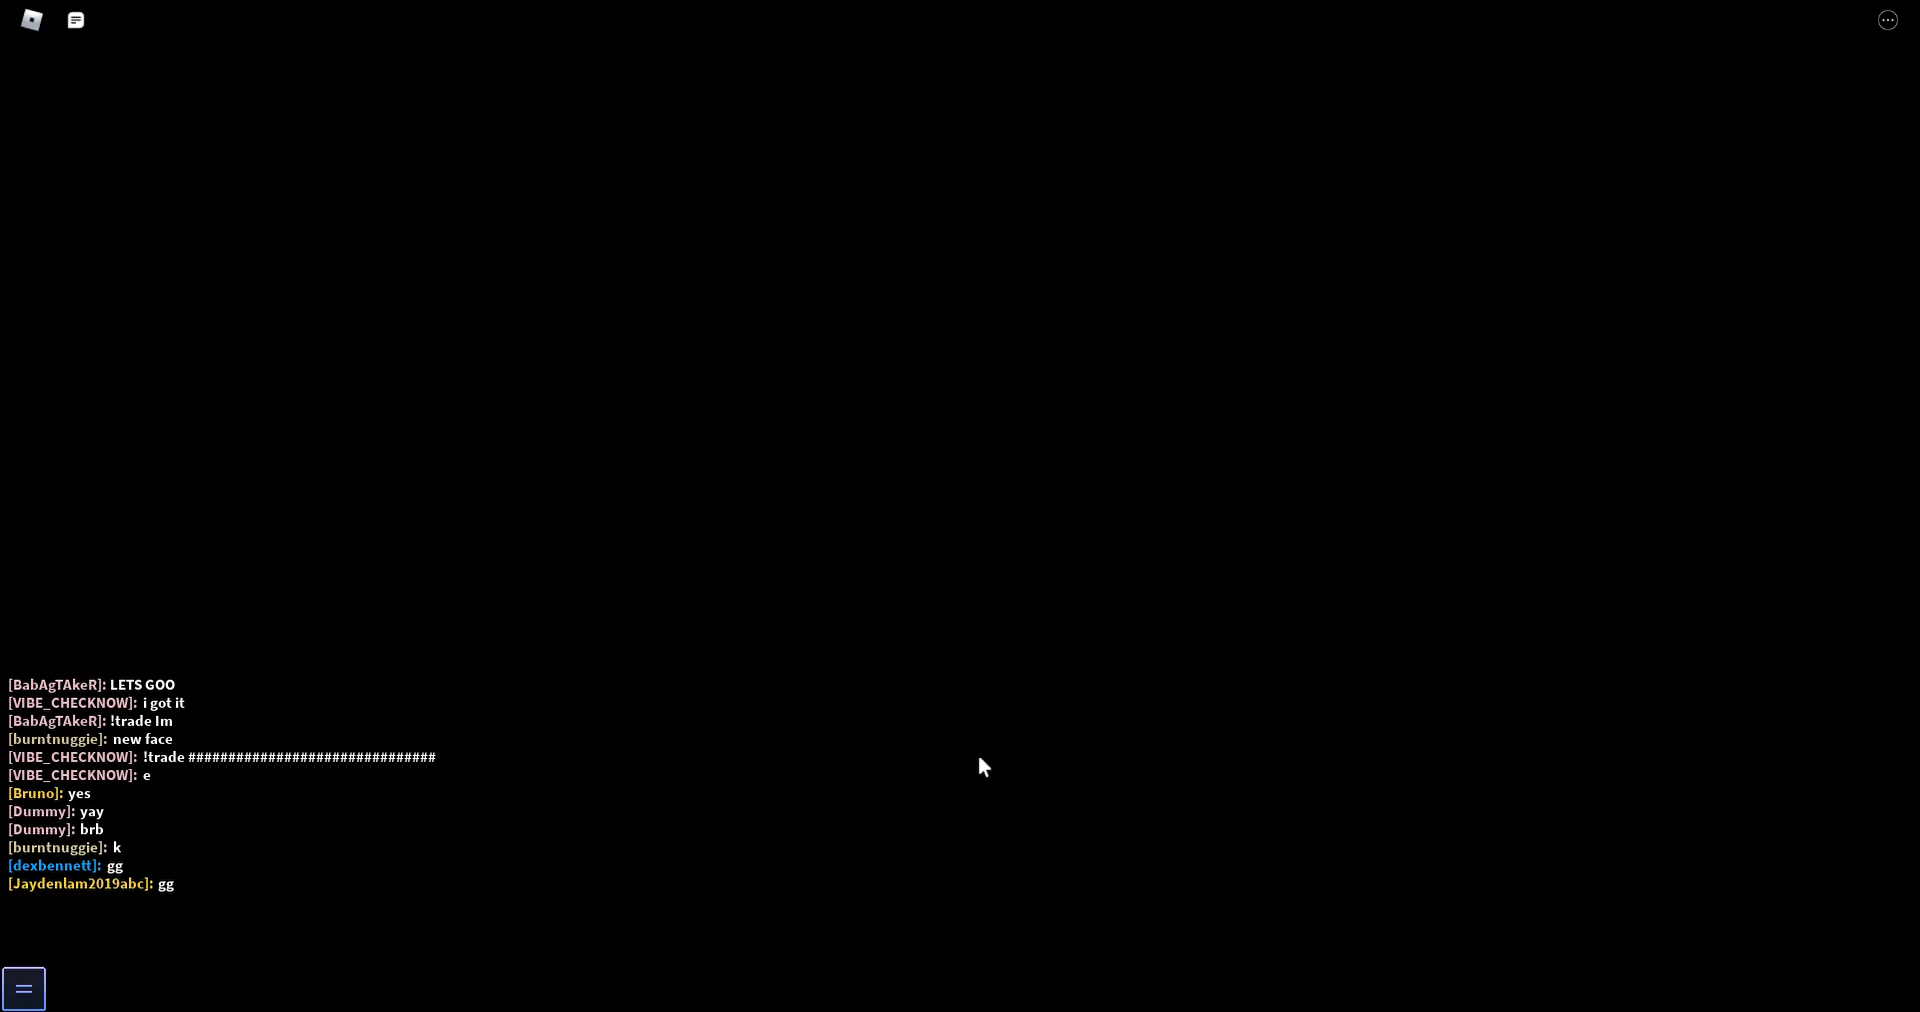 [BabAgTAkeR]: LETS GOO
[VIBE_CHECKNOW]: i got it
[BabAgTAkeR]: !trade Im
[burntnuggie]: new face
[VIBE_CHECKNOW]: !trade ###############################
[VIBE_CHECKNOW]: e
[Bruno]: yes
[Dummy]: yay
[Dummy]: brb
[burntnuggie]: k
[dexbennett]: gg
[Jaydenlam2019abc]: gg